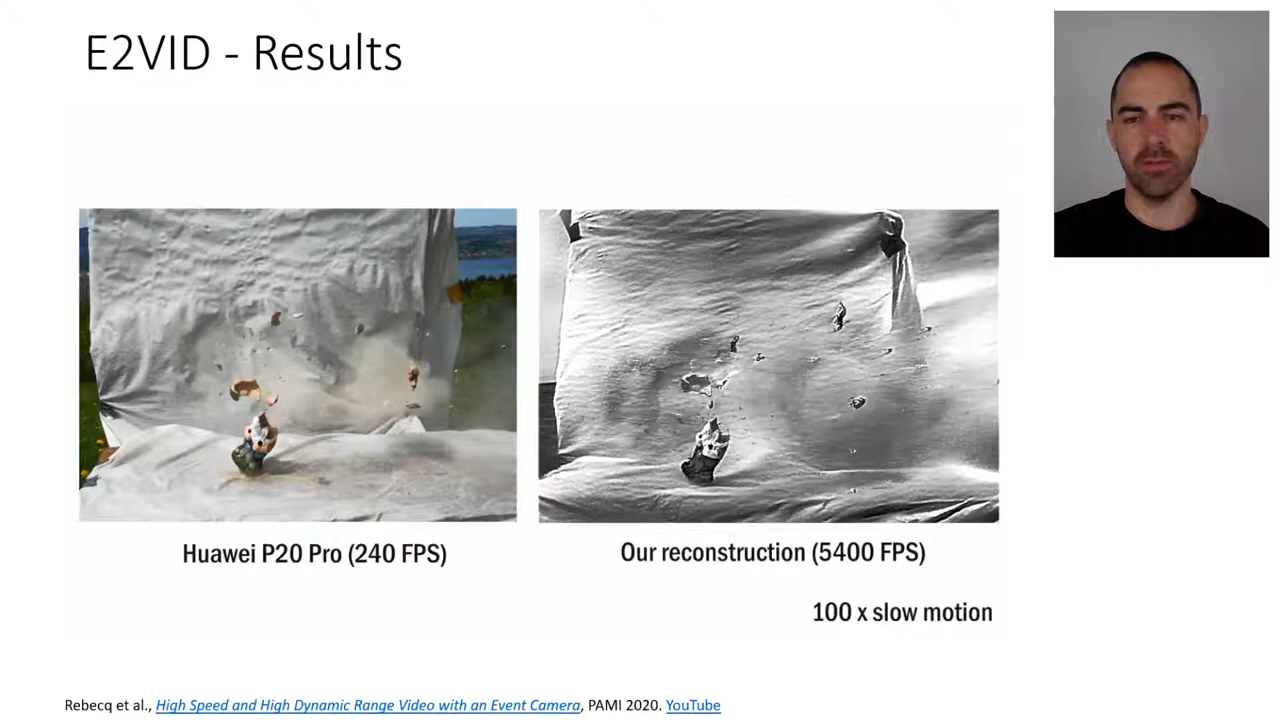 E2VID - Results
Huawei P20 Pro (240 FPS)
Our reconstruction (5400 FPS)
100 x slow motion
Rebecq et al., High Speed and High Dynamic Range Video with an Event Camera, PAMI 2020. YouTube